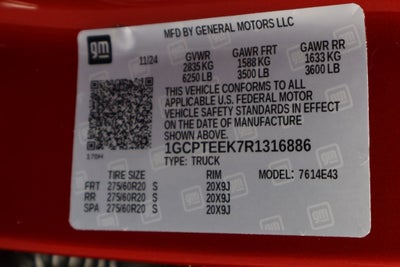 MFD BY GENERAL MOTORS LLC
gm
11/24 GVWR GAWR FRT GAWR RR
2835 KG 1588 KG 1633 KG
6250 LB 3500 LB 3600 LB
THIS VEHICLE CONFORMS TO ALL
APPLICABLE U.S. FEDERAL MOTOR
VEHICLE SAFETY STANDARDS IN EFFECT
ON THE DATE OF MANUFACTURE
SHOWN ABOVE.
1GCPTEEK7R1316886
TYPE: TRUCK MODEL: 7614E43
TIRE SIZE RIM
FRT 275/60R20 S 20X9J
RR 275/60R20 S 20X9J
SPA 275/60R20 S 20X9J